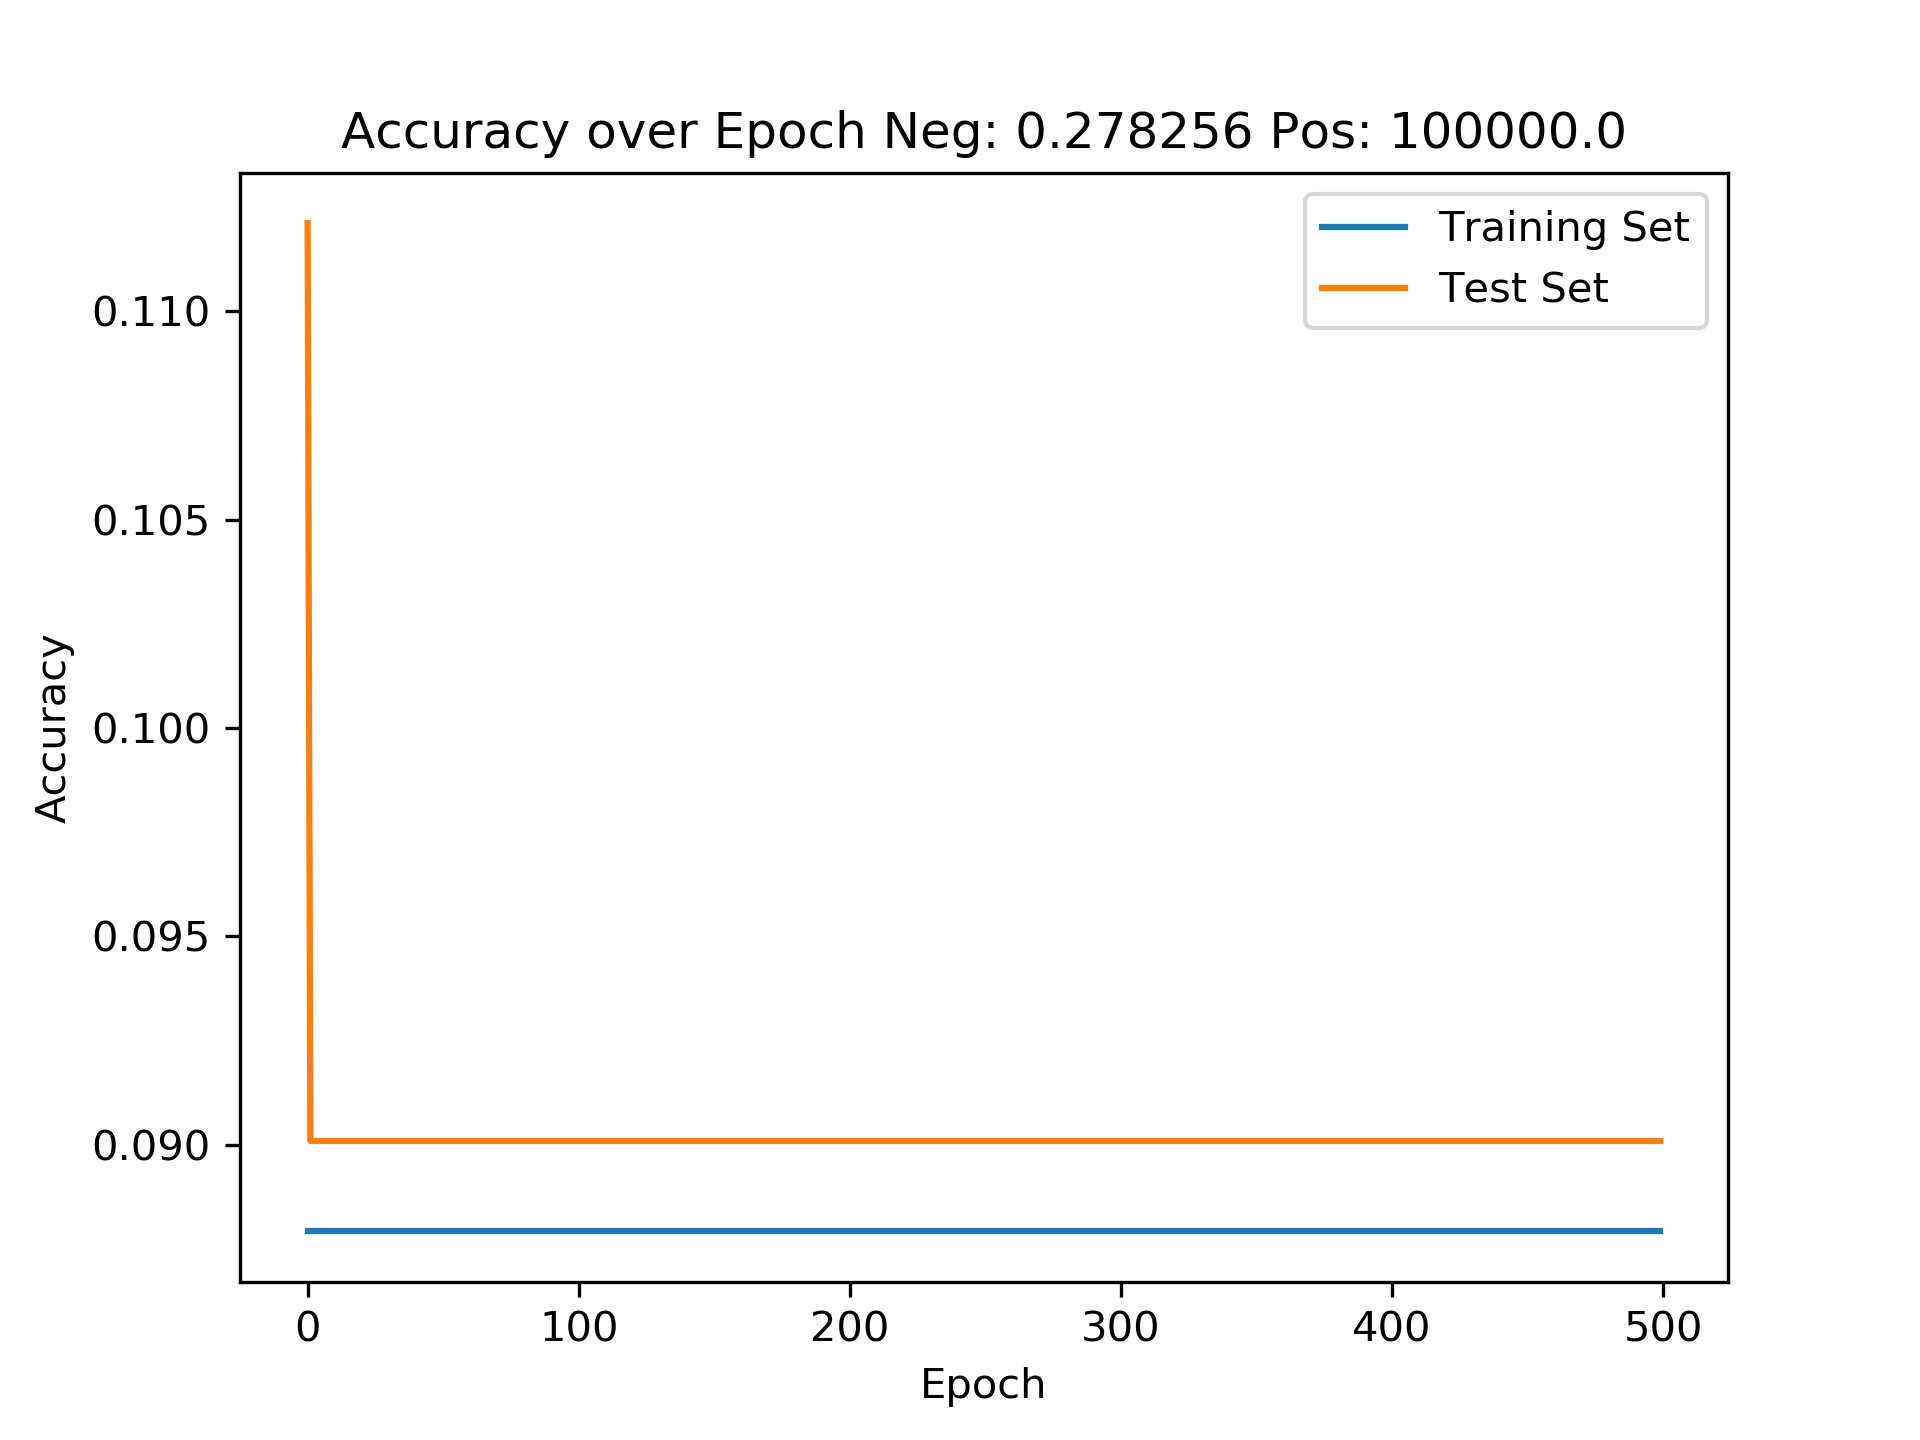 Accuracy over Epoch Neg: 0.278256 Pos: 100000.0
Training Set
Test Set
0.110
0.105
0.100
0.095
0.090
Accuracy
0 100 200 300 400 500
Epoch